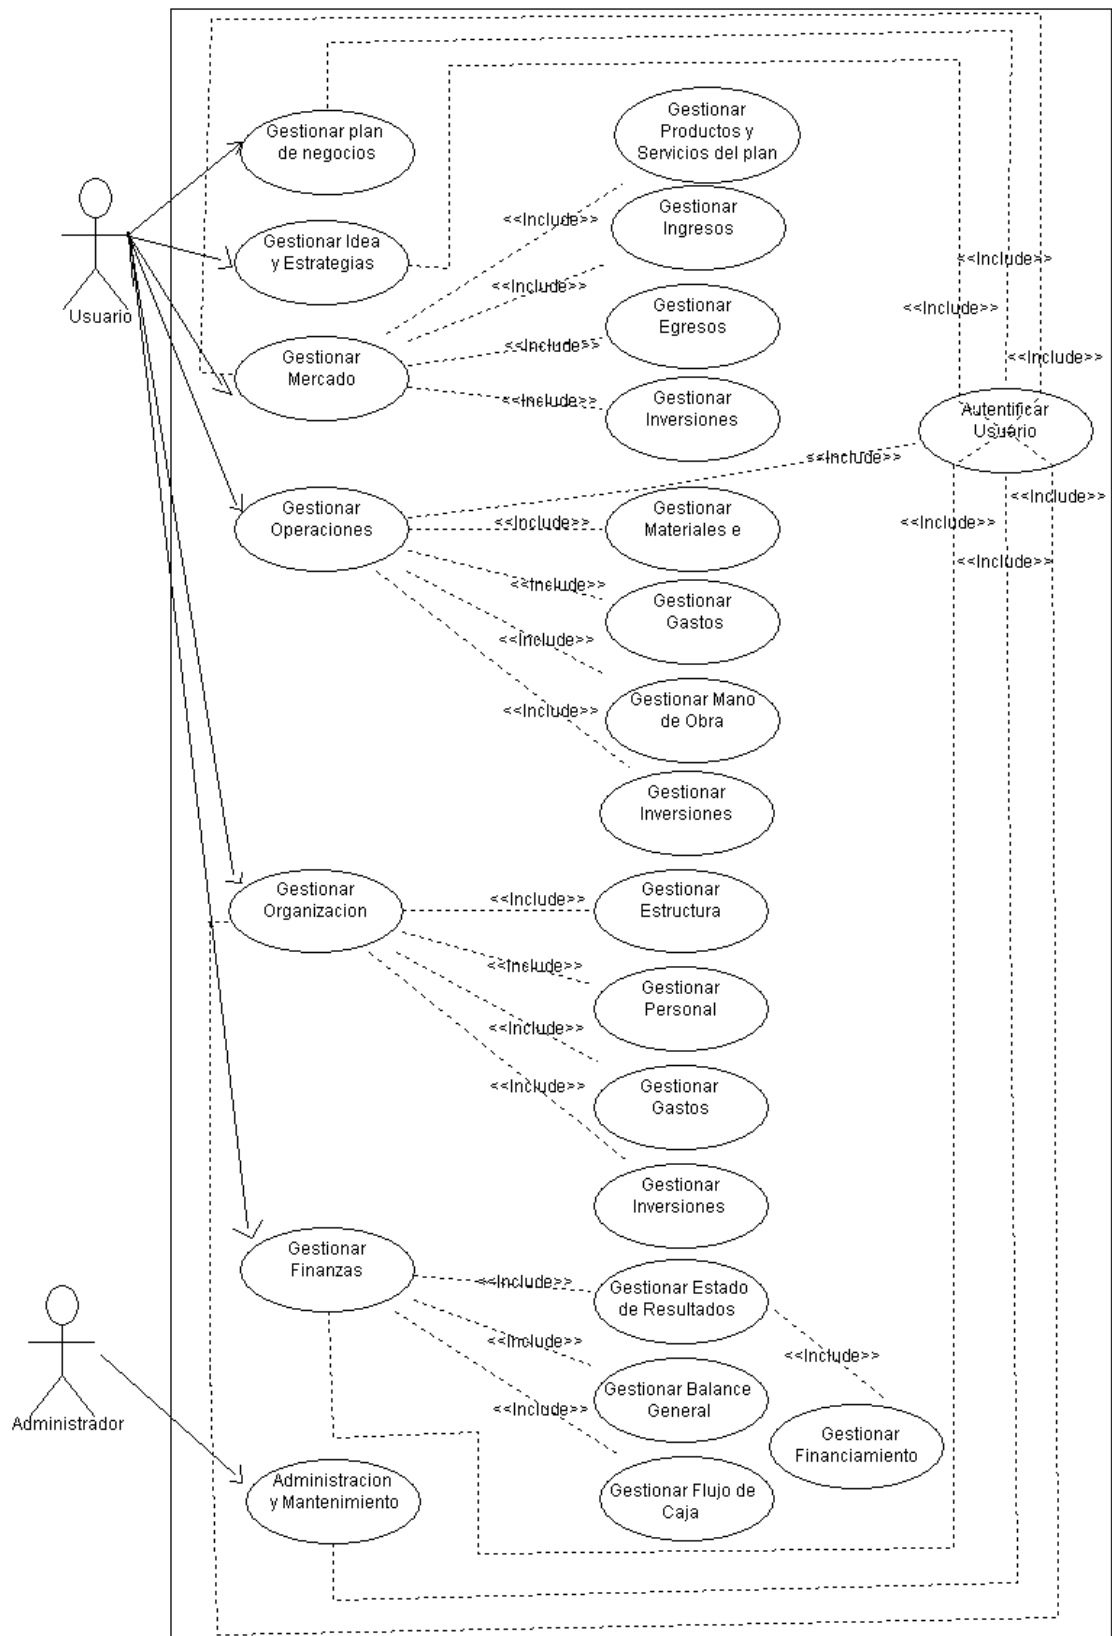 Gestionar plan
de negocios
Gestionar
Productos y
Servicios del plan
Usuario
Gestionar Idea
y Estrategias
<<Include>>
Gestionar
Ingresos
<<Include>>
<<Include>>
<<Include>>
Gestionar
Egresos
<<Include>>
Gestionar
Mercado
<<Include>>
<<Include>>
<<Include>>
Gestionar
Inversiones
Autentificar
Usuario
<<Include>>
<<Include>>
Gestionar
Operaciones
<<Include>>
Gestionar
Materiales e
<<Include>>
<<Include>>
<<Include>>
Gestionar
Gastos
<<Include>>
Gestionar Mano
de Obra
<<Include>>
Gestionar
Inversiones
Gestionar
Organizacion
<<Include>>
Gestionar
Estructura
<<Include>>
Gestionar
Personal
<<Include>>
Gestionar
Gastos
<<Include>>
Gestionar
Inversiones
Gestionar
Finanzas
<<Include>>
Gestionar Estado
de Resultados
<<Include>>
<<Include>>
Gestionar Balance
General
<<Include>>
Gestionar
Financiamiento
Administrador
Administracion
y Mantenimiento
Gestionar Flujo de
Caja